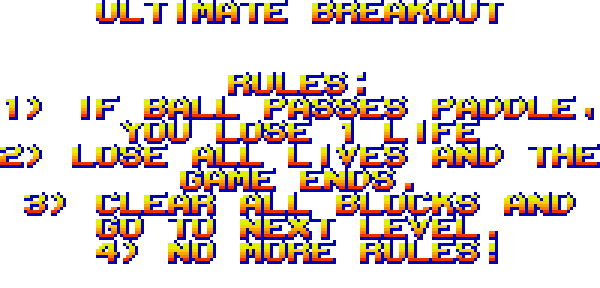 ULTIMATE BREAKOUT
RULES:
1) IF BALL PASSES PADDLE,
YOU LOSE 1 LIFE
2) LOSE ALL LIVES AND THE
GAME ENDS.
3) CLEAR ALL BLOCKS AND
GO TO NEXT LEVEL.
4) NO MORE RULES!